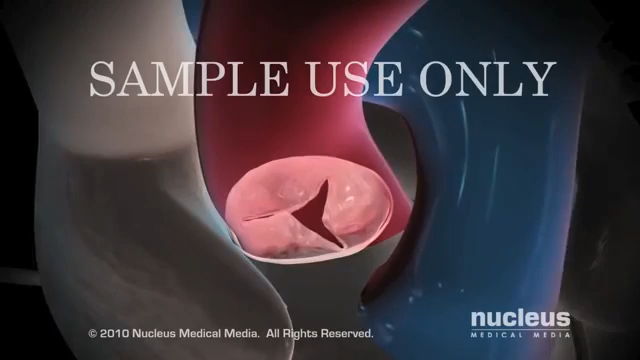 SAMPLE USE ONLY
nucleus
MEDICAL MEDIA
© 2010 Nucleus Medical Media. All Rights Reserved.